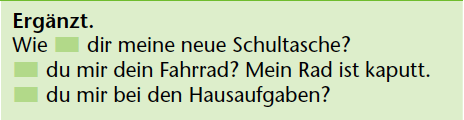 Ergänzt.
Wie dir meine neue Schultasche?
du mir dein Fahrrad? Mein Rad ist kaputt.
du mir bei den Hausaufgaben?